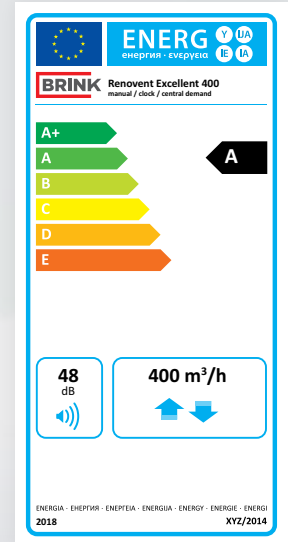 ENERG Y IJA
енергия · ενεργεια IE IA
BRINK Renovent Excellent 400
manual / clock / central demand
A+
A A
B
C
D
E
48 400 m³/h
dB
ENERGIA · ЕНЕРГИЯ · ΕΝΕΡΓΕΙΑ · ENERGIJA · ENERGY · ENERGIE · ENERGI
2018 XYZ/2014